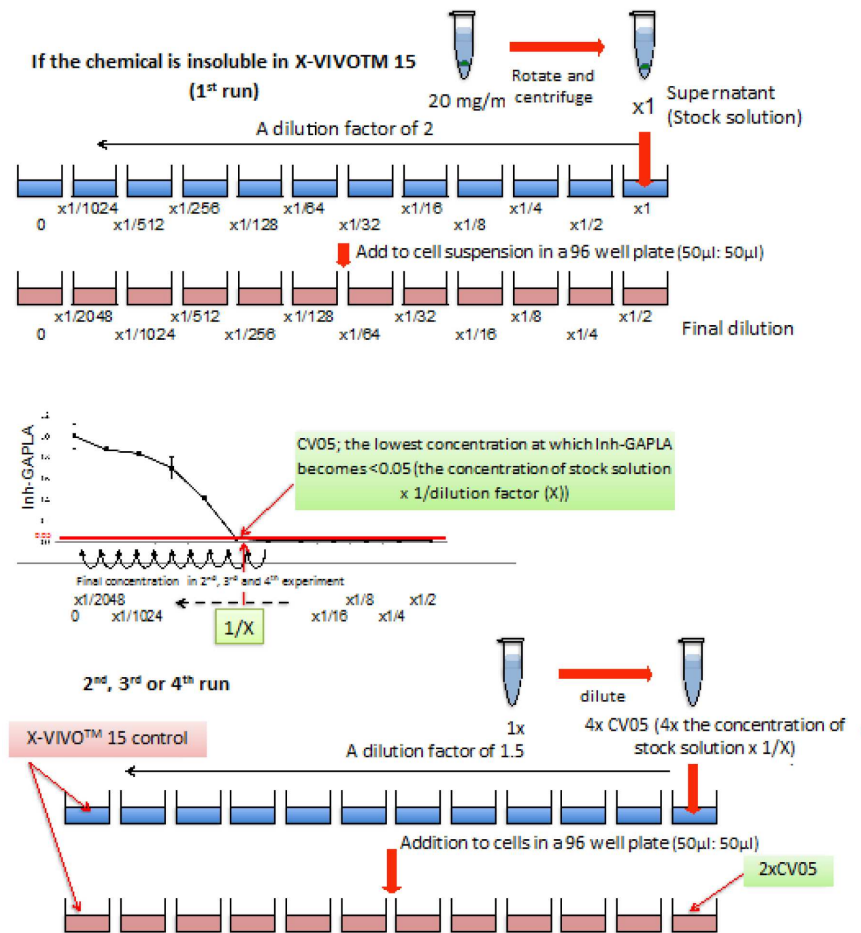 If the chemical is insoluble in X-VIVOTM 15
(1st run)
20 mg/m
Rotate and
centrifuge
x1
Supernatant
(Stock solution)
A dilution factor of 2
x1/1024 x1/256 x1/64 x1/16 x1/4 x1
0 x1/512 x1/128 x1/32 x1/8 x1/2
Add to cell suspension in a 96 well plate (50µl: 50µl)
x1/2048 x1/512 x1/128 x1/32 x1/8 x1/2
0 x1/1024 x1/256 x1/64 x1/16 x1/4
Final dilution
Inh-GAPLA
CV05; the lowest concentration at which Inh-GAPLA
becomes <0.05 (the concentration of stock solution
x 1/dilution factor (X))
Final concentration in 2nd, 3rd and 4th experiment
x1/2048 x1/8 x1/2
0 x1/1024 x1/16 x1/4
1/X
2nd, 3rd or 4th run
dilute
1x
4x CV05 (4x the concentration of
stock solution x 1/X)
X-VIVO™ 15 control
A dilution factor of 1.5
Addition to cells in a 96 well plate (50µl: 50µl)
2xCV05